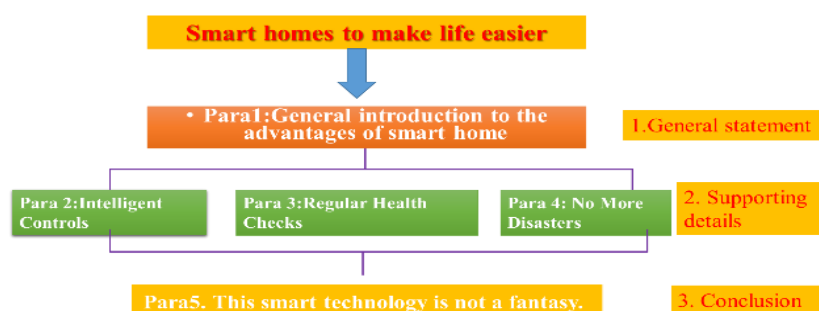 Smart homes to make life easier
• Para1:General introduction to the
advantages of smart home
1.General statement
Para 2:Intelligent
Controls
Para 3:Regular Health
Checks
Para 4: No More
Disasters
2. Supporting
details
Para5. This smart technology is not a fantasy.
3. Conclusion